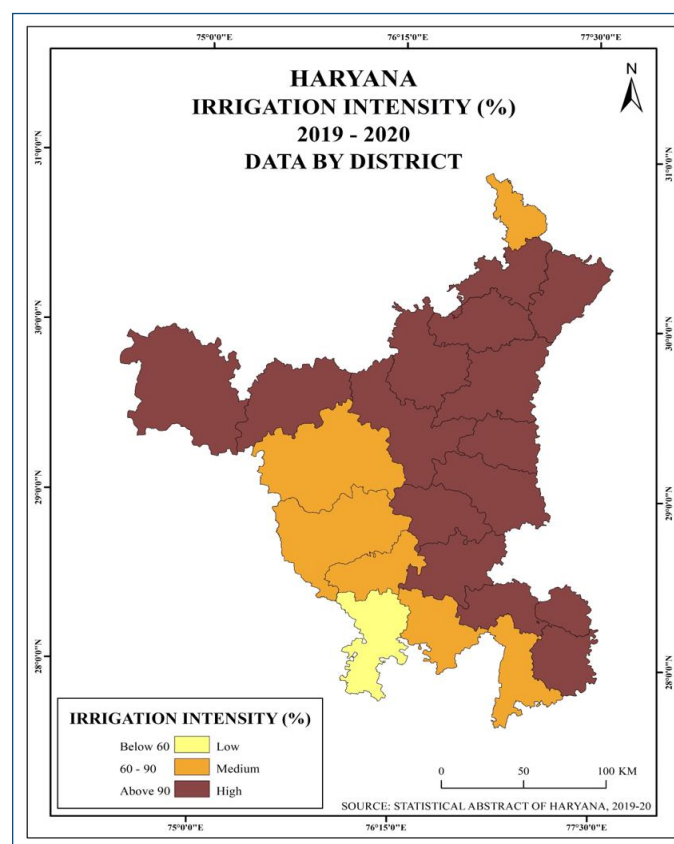 75°0'0"E 76°15'0"E 77°30'0"E
HARYANA
IRRIGATION INTENSITY (%)
2019 - 2020
DATA BY DISTRICT
N
31°0'0"N 31°0'0"N
30°0'0"N 30°0'0"N
29°0'0"N 29°0'0"N
28°0'0"N 28°0'0"N
IRRIGATION INTENSITY (%)
Below 60 Low
60 - 90 Medium
Above 90 High
0 50 100 KM
SOURCE: STATISTICAL ABSTRACT OF HARYANA, 2019-20
75°0'0"E 76°15'0"E 77°30'0"E